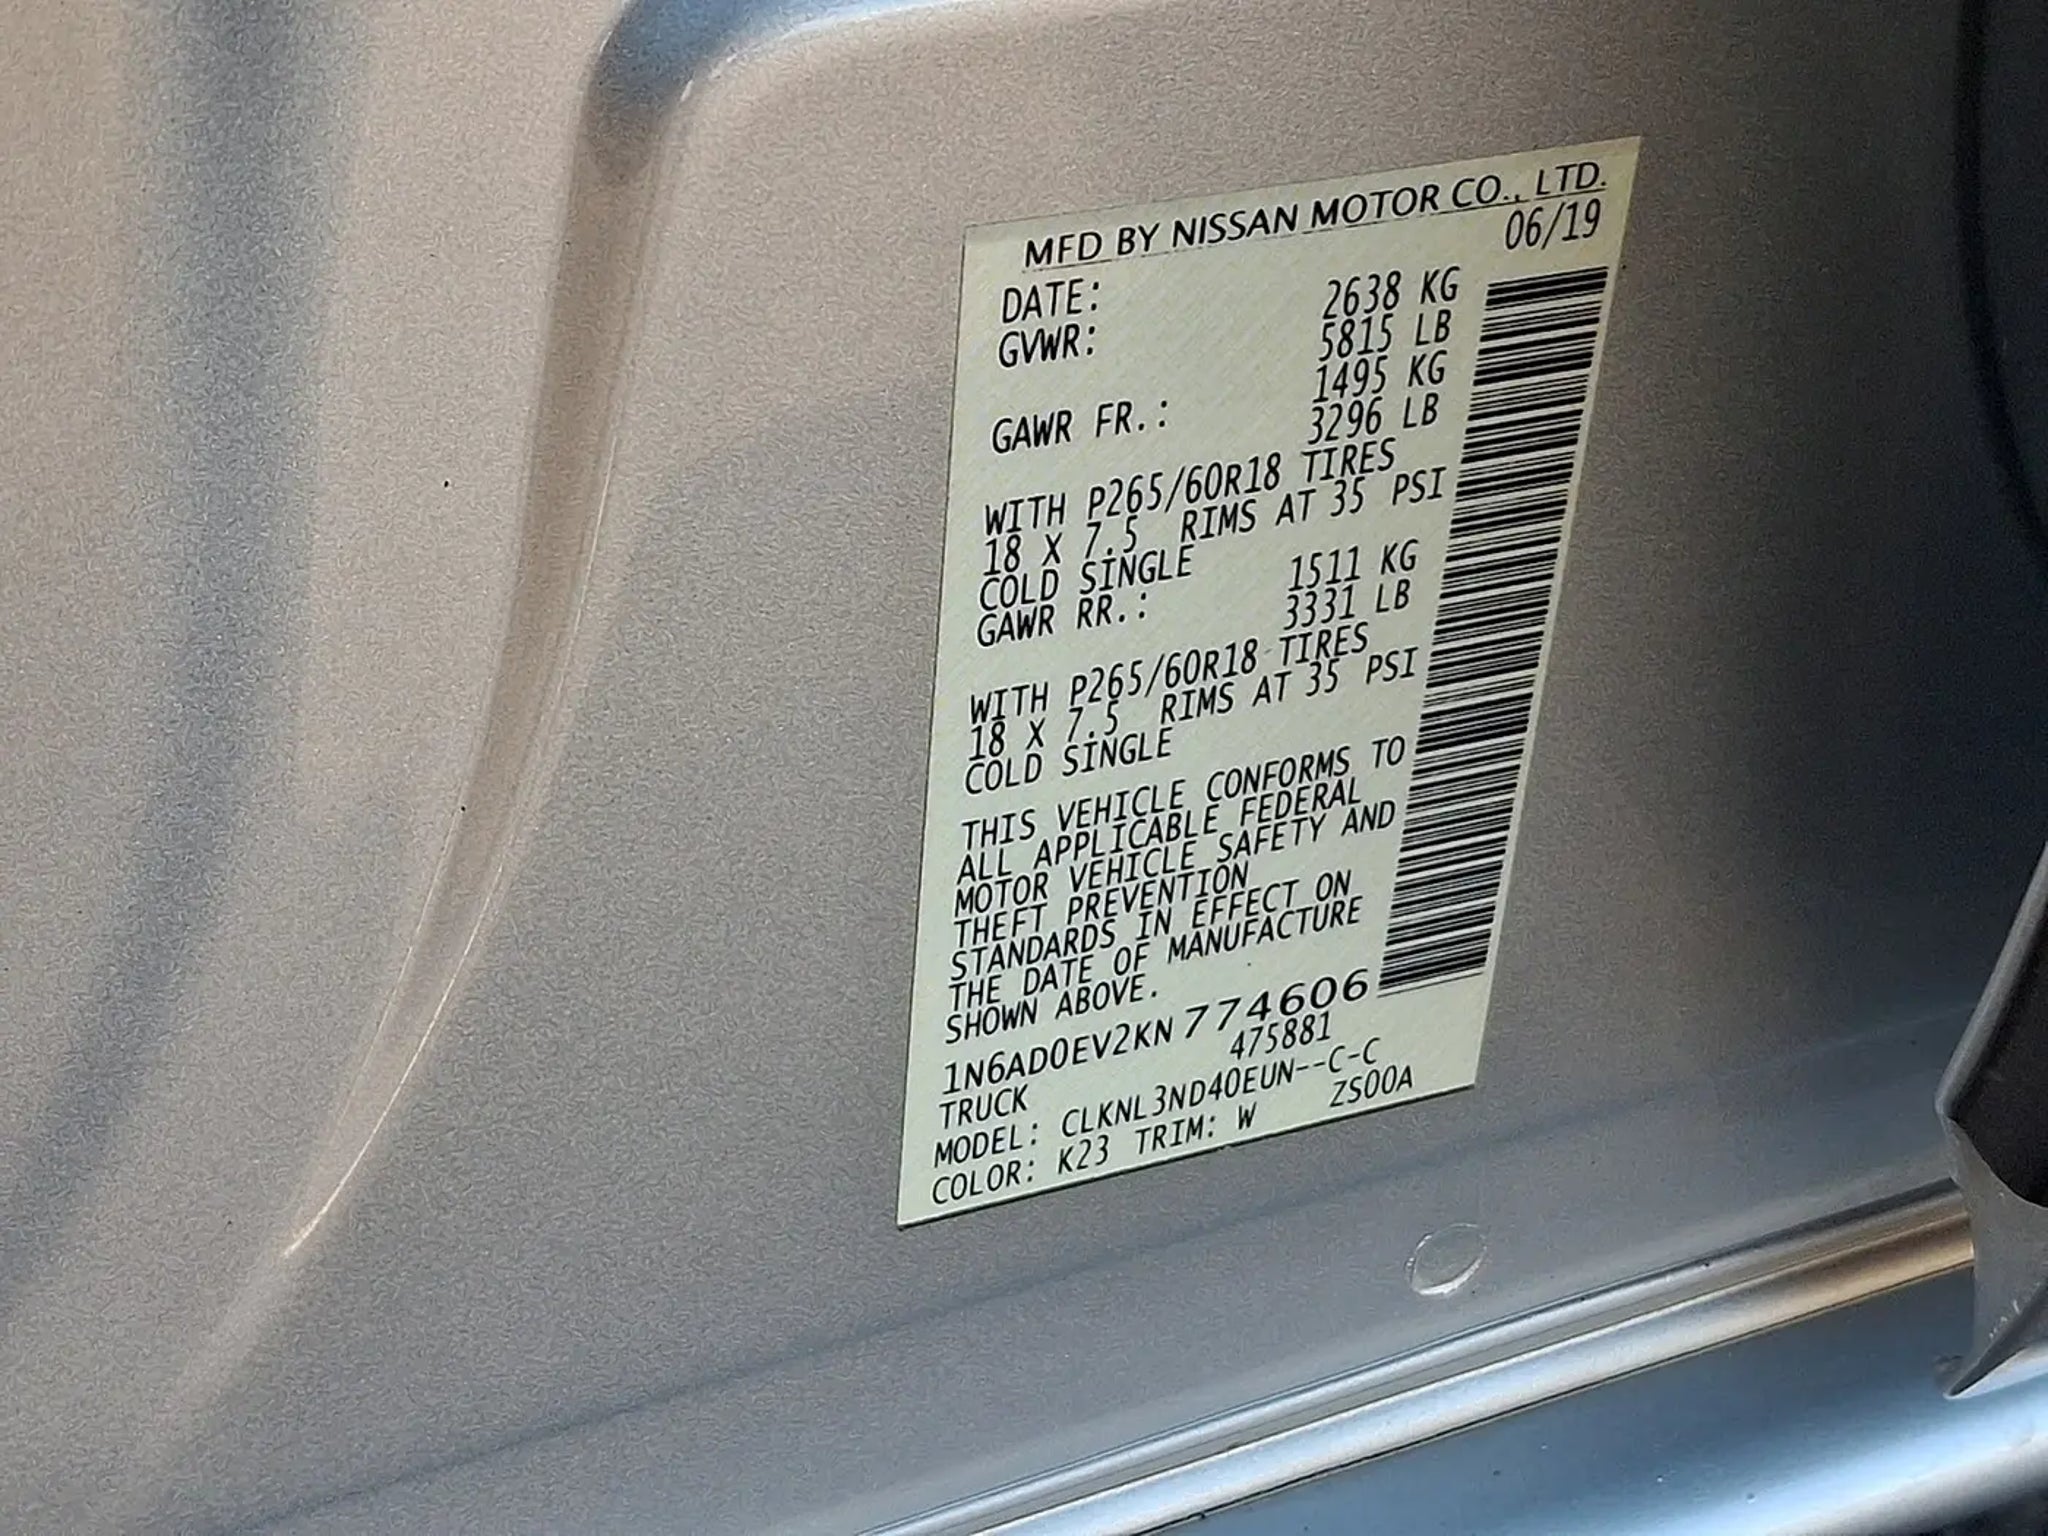 MFD BY NISSAN MOTOR CO., LTD.
DATE: 06/19
GVWR: 2638 KG
5815 LB
GAWR FR.: 1495 KG
3296 LB
WITH P265/60R18 TIRES
18 X 7.5 RIMS AT 35 PSI
COLD SINGLE
GAWR RR.: 1511 KG
3331 LB
WITH P265/60R18 TIRES
18 X 7.5 RIMS AT 35 PSI
COLD SINGLE
THIS VEHICLE CONFORMS TO
ALL APPLICABLE FEDERAL
MOTOR VEHICLE SAFETY AND
THEFT PREVENTION
STANDARDS IN EFFECT ON
THE DATE OF MANUFACTURE
SHOWN ABOVE.
1N6AD0EV2KN774606
TRUCK 475881
MODEL: CLKNL3ND40EUN--C-C
COLOR: K23 TRIM: W ZS00A